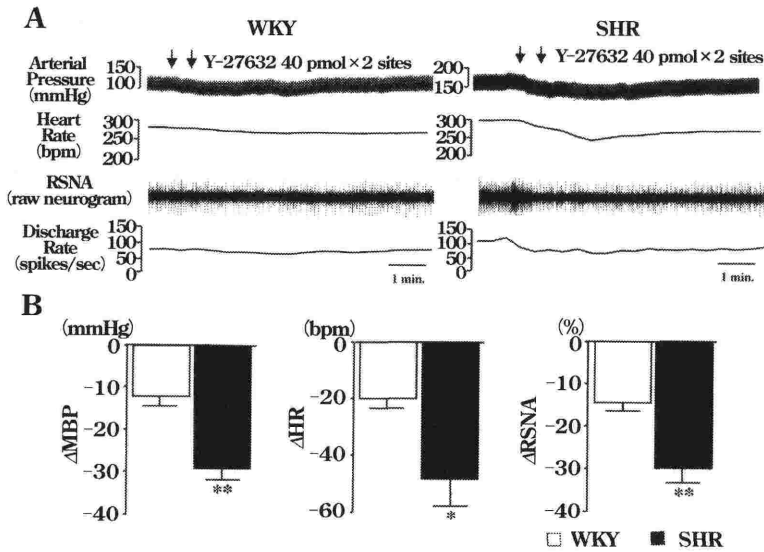 A
WKY
SHR
Y-27632 40 pmol×2 sites
Y-27632 40 pmol×2 sites
Arterial
Pressure
(mmHg)
150
100
200
150
Heart
Rate
(bpm)
300
250
200
300
250
200
RSNA
(raw neurogram)
Discharge
Rate
(spikes/sec)
150
100
50
0
150
100
50
0
1 min.
1 min.
B
(mmHg)
(bpm)
(%)
0
-10
-20
-30
-40
ΔMBP
**
0
-20
-40
-60
ΔHR
*
0
-10
-20
-30
-40
ΔRSNA
**
WKY SHR